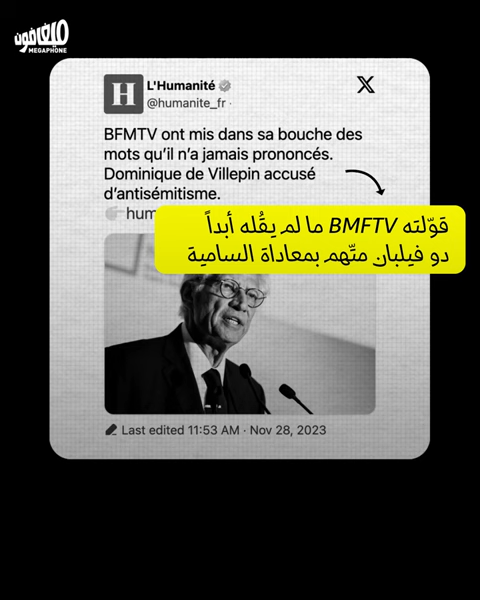 ميغافون
MEGAPHONE
L'Humanité
@humanite_fr ·
BFMTV ont mis dans sa bouche des
mots qu'il n'a jamais prononcés.
Dominique de Villepin accusé
d'antisémitisme.
hum
قوّلته BMFTV ما لم يقُله أبداً
دو فيلبان متّهم بمعاداة السامية
Last edited 11:53 AM · Nov 28, 2023